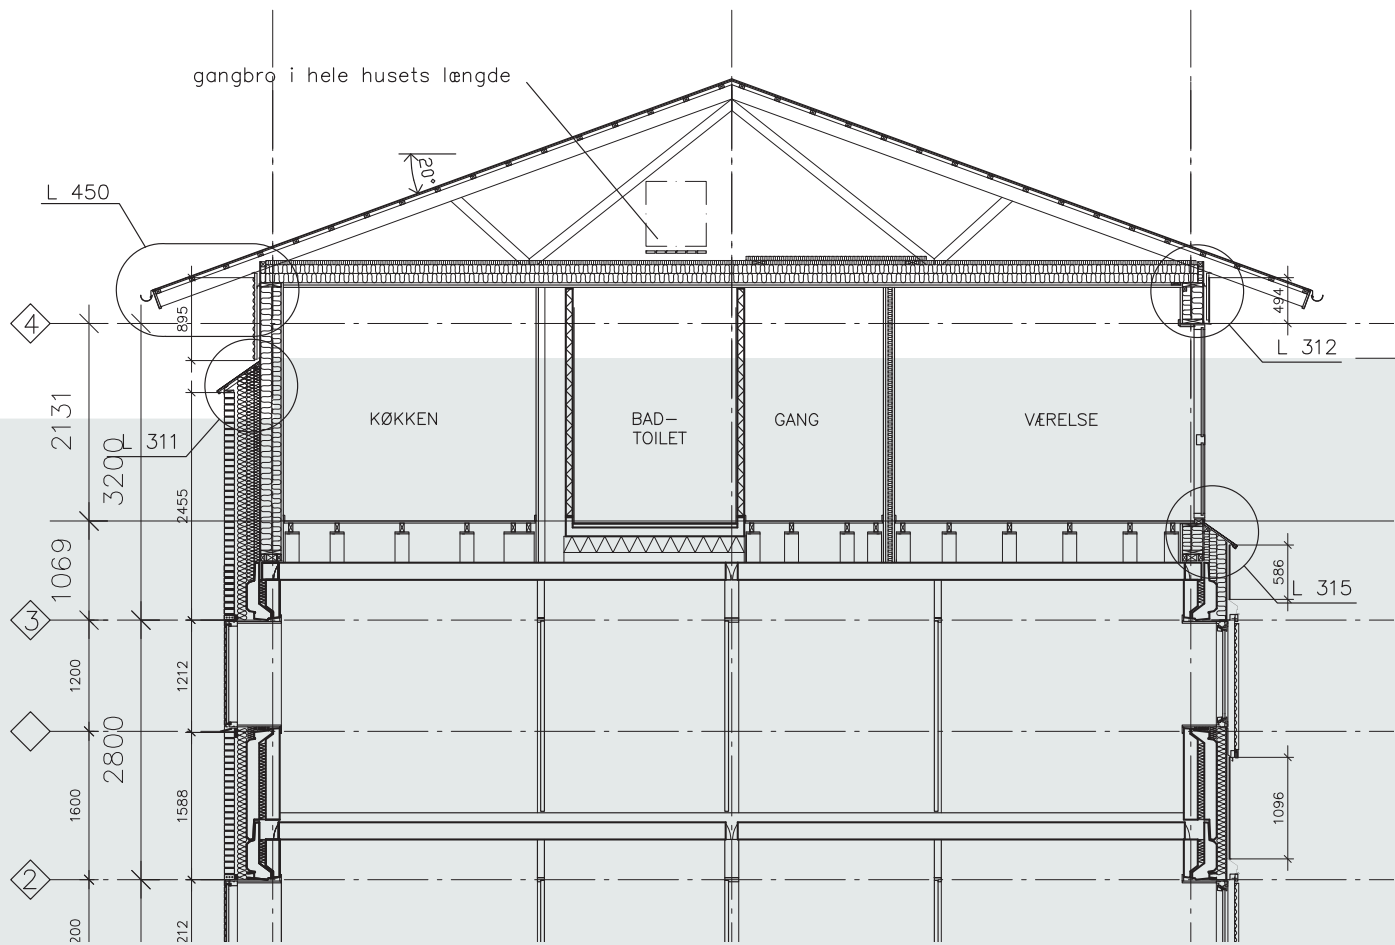 gangbro i hele husets længde
20°
L 450
895
494
4
L 312
2131
3200
L 311
2455
KØKKEN
BAD-
TOILET
GANG
VÆRELSE
1069
586
L 315
3
1200
1212
2800
1600
1588
1096
2
200
212